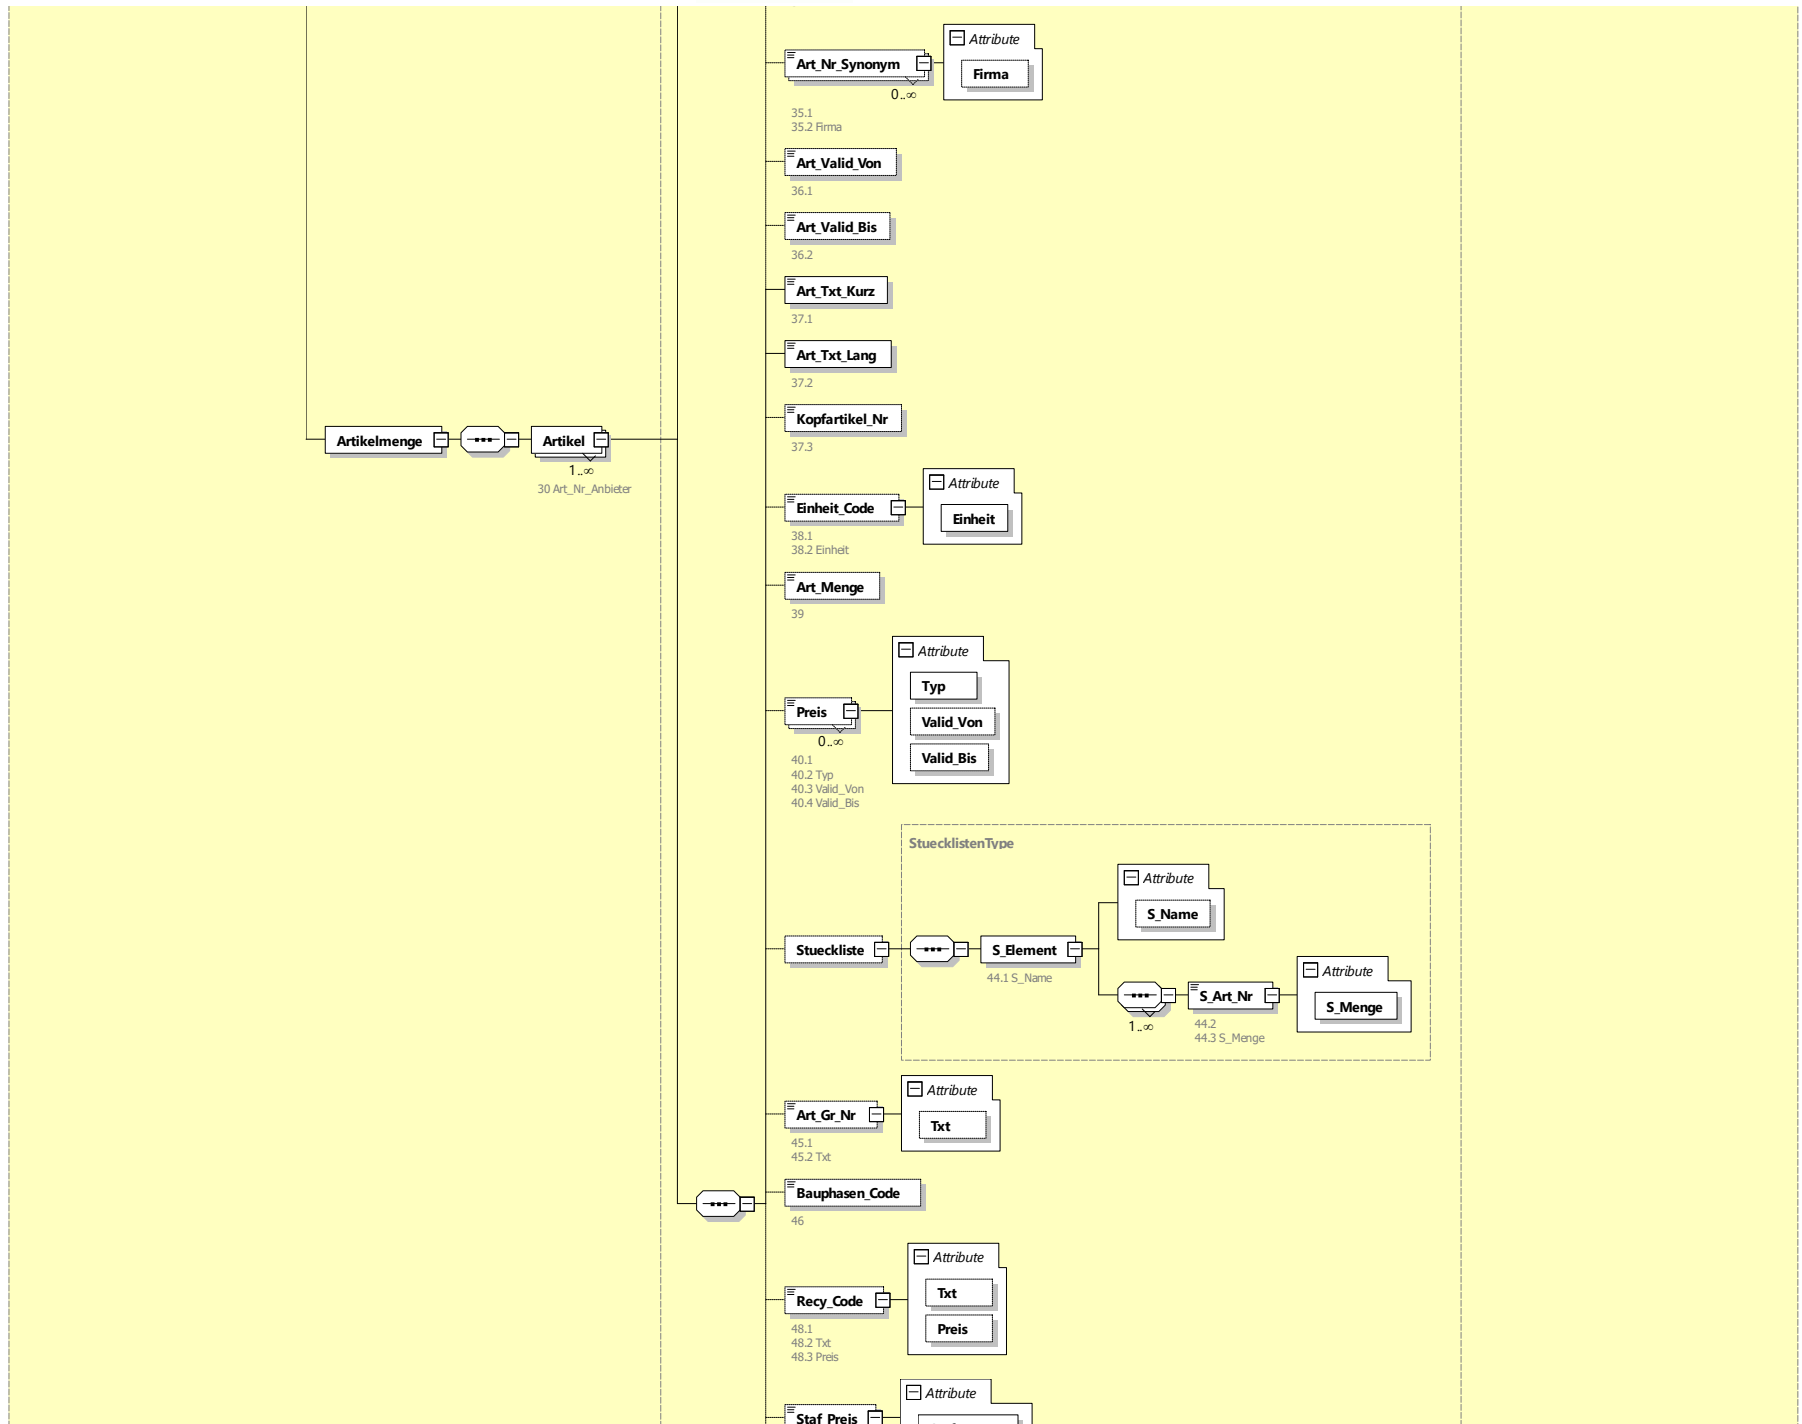 Attribute
Art_Nr_Synonym
Firma
0..∞
35.1
35.2 Firma
Art_Valid_Von
36.1
Art_Valid_Bis
36.2
Art_Txt_Kurz
37.1
Art_Txt_Lang
37.2
Kopfartikel_Nr
37.3
Artikelmenge
Artikel
1..∞
30 Art_Nr_Anbieter
Attribute
Einheit_Code
Einheit
38.1
38.2 Einheit
Art_Menge
39
Attribute
Typ
Preis
Valid_Von
0..∞
Valid_Bis
40.1
40.2 Typ
40.3 Valid_Von
40.4 Valid_Bis
StuecklistenType
Attribute
S_Name
Stueckliste
S_Element
44.1 S_Name
Attribute
S_Art_Nr
S_Menge
1..∞
44.2
44.3 S_Menge
Attribute
Art_Gr_Nr
Txt
45.1
45.2 Txt
Bauphasen_Code
46
Attribute
Txt
Recy_Code
Preis
48.1
48.2 Txt
48.3 Preis
Attribute
Staf_Preis